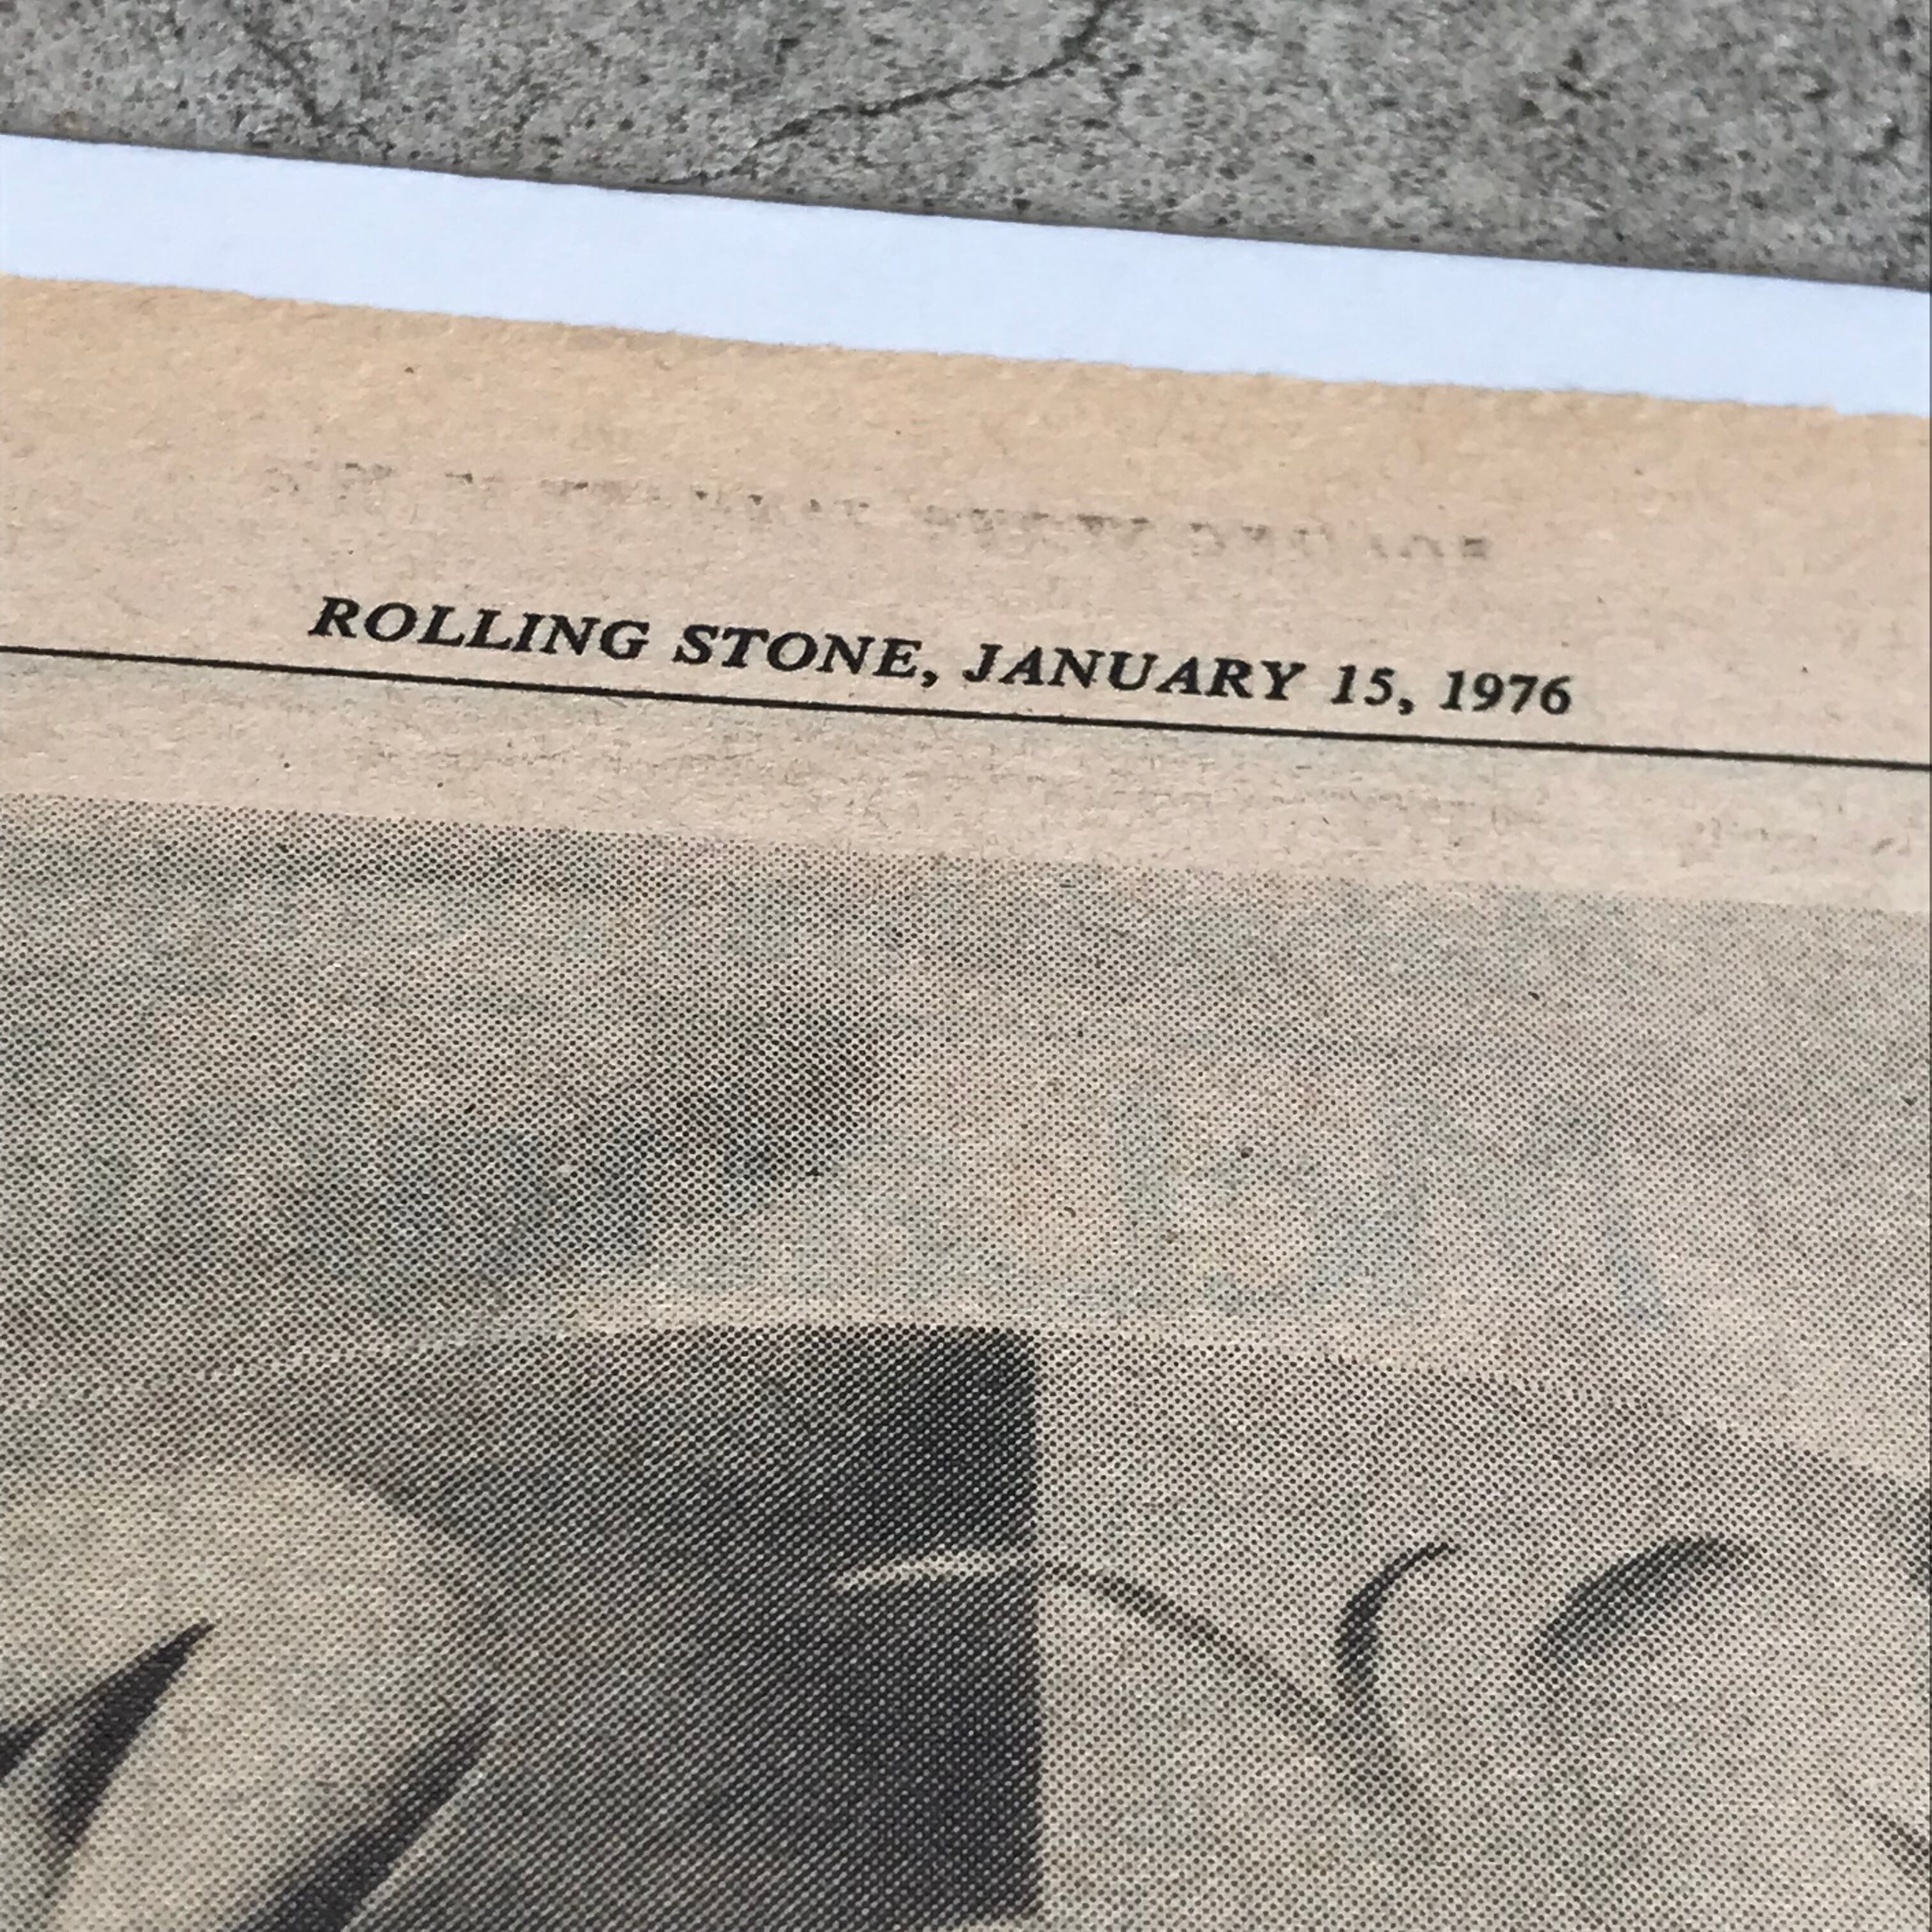 ROLLING STONE, JANUARY 15, 1976